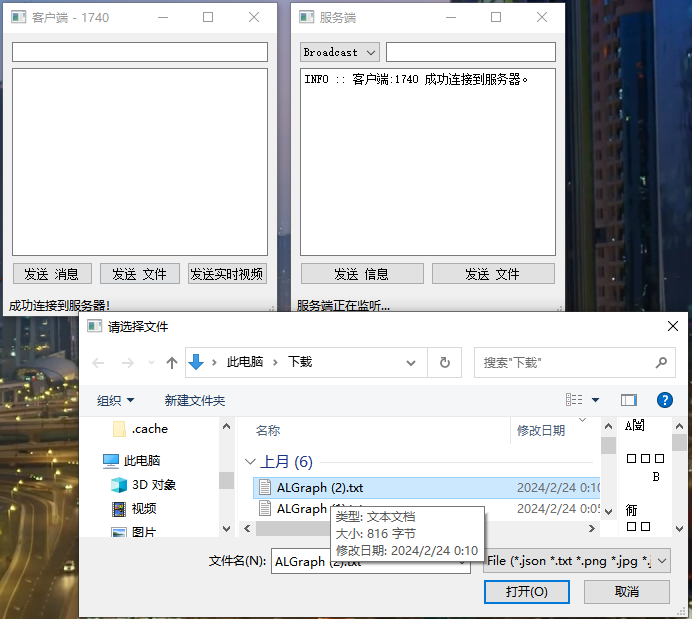 客户端 - 1740
服务端
Broadcast
INFO :: 客户端:1740 成功连接到服务器。
发送 消息
发送 文件
发送实时视频
发送 信息
发送 文件
成功连接到服务器!
服务端正在监听...
请选择文件
此电脑 › 下载
搜索"下载"
组织
新建文件夹
.cache
此电脑
3D 对象
视频
图片
名称
修改日期
上月 (6)
ALGraph (2).txt
2024/2/24 0:10
ALGraph
2024/2/24 0:05
类型: 文本文档
大小: 816 字节
修改日期: 2024/2/24 0:10
B
文件名(N):
ALGraph (2).txt
File (*.json *.txt *.png *.jpg *.
打开(O)
取消